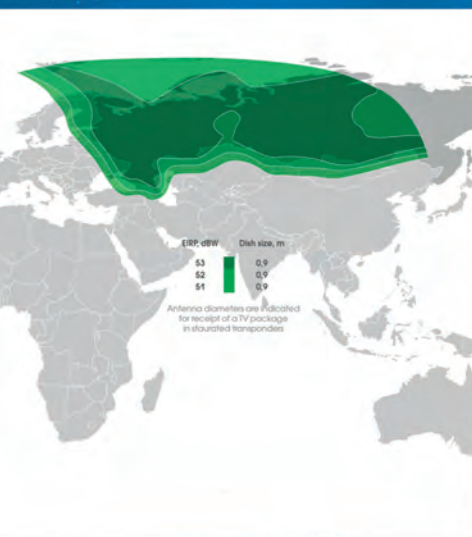 EIRP, dBW Dish size, m
53 0,9
52 0,9
51 0,9
Antenna diameters are indicated
for receipt of a TV package
in staurated transponders